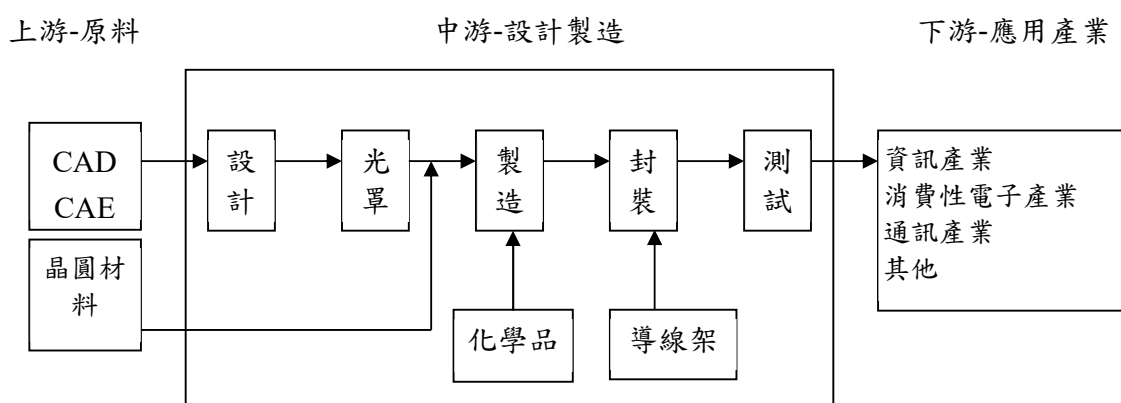 上游-原料
中游-設計製造
下游-應用產業
CAD
CAE
設
計
光
罩
製
造
封
裝
測
試
資訊產業
消費性電子產業
通訊產業
其他
晶圓材
料
化學品
導線架